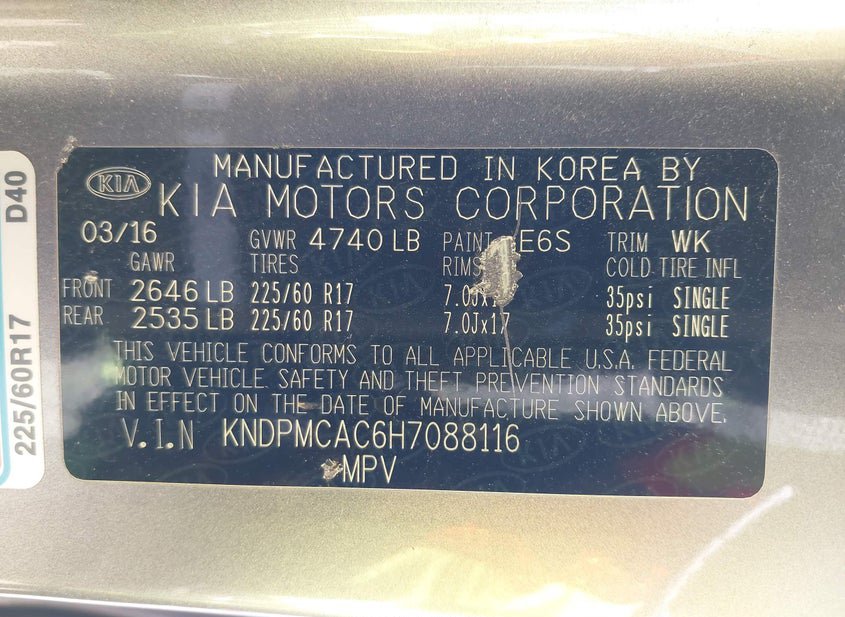 MANUFACTURED IN KOREA BY
KIA KIA MOTORS CORPORATION
03/16 GVWR 4740 LB PAINT E6S TRIM WK
GAWR TIRES RIMS COLD TIRE INFL
FRONT 2646 LB 225/60 R17 35psi SINGLE
REAR 2535 LB 225/60 R17 7.0Jx17 35psi SINGLE
THIS VEHICLE CONFORMS TO ALL APPLICABLE U.S.A. FEDERAL
MOTOR VEHICLE SAFETY AND THEFT PREVENTION STANDARDS
IN EFFECT ON THE DATE OF MANUFACTURE SHOWN ABOVE.
V.I.N KNDPMCAC6H7088116
MPV
225/60R17 D40